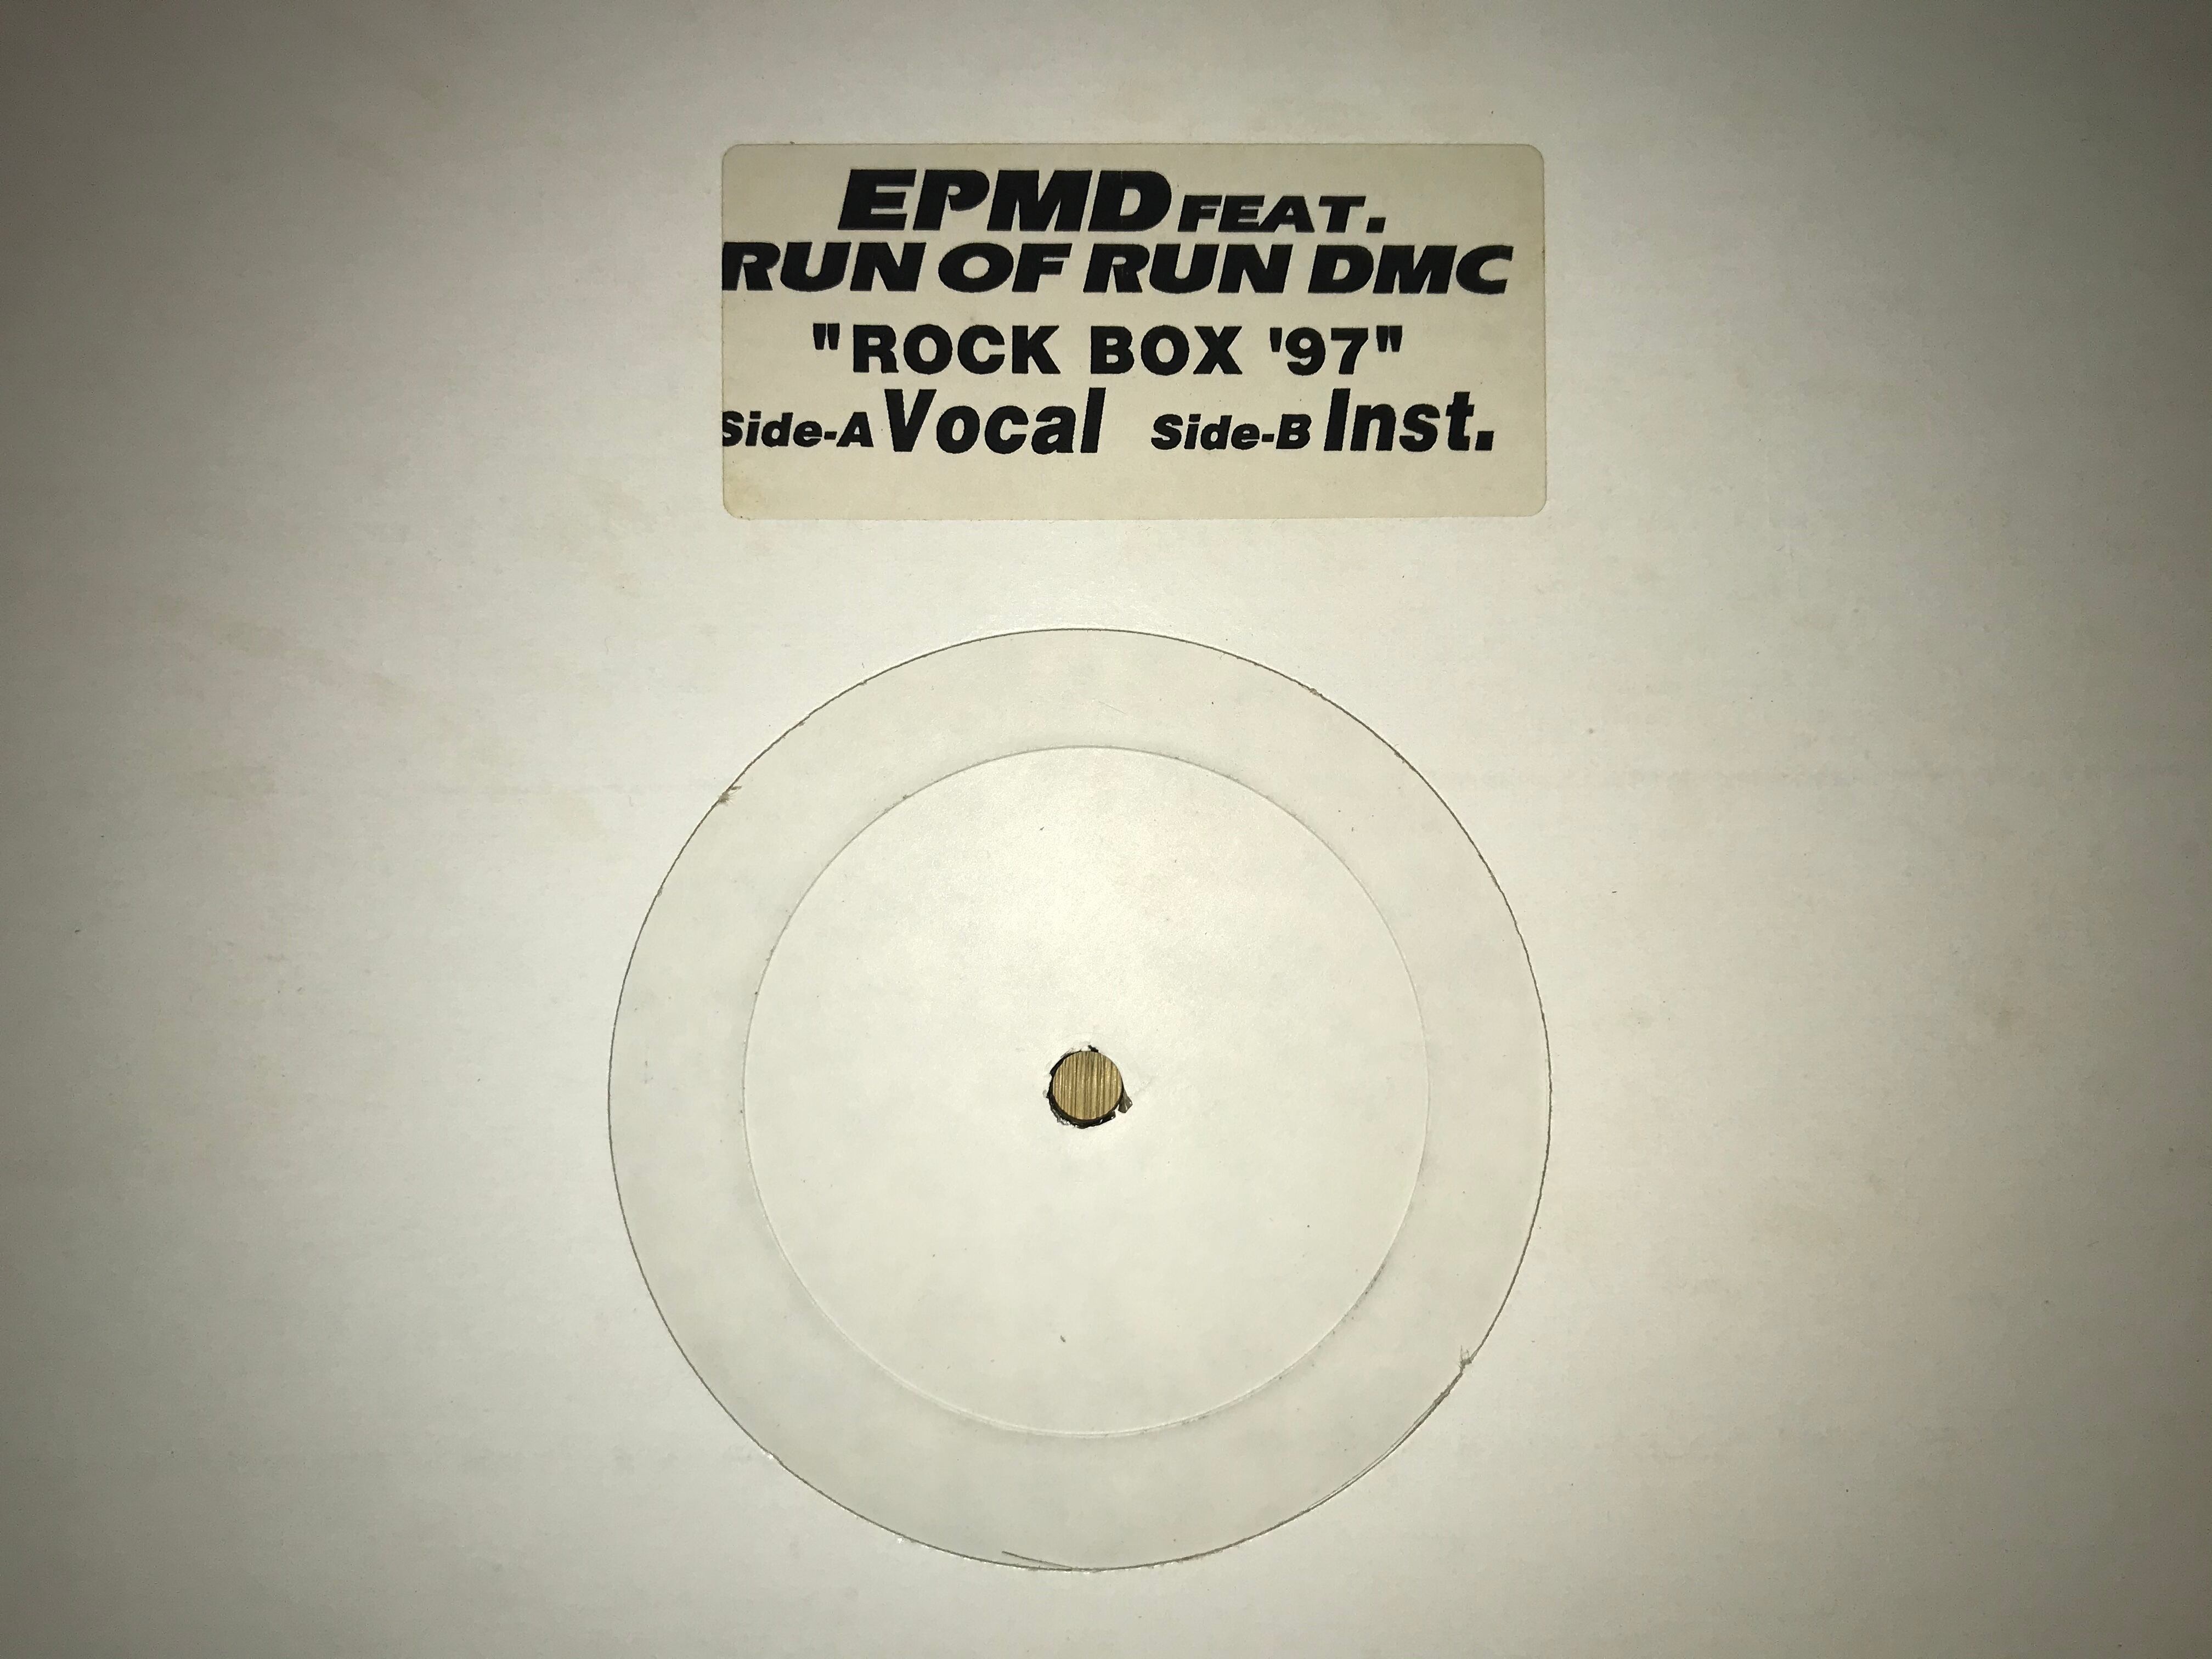 EPMD FEAT.
RUN OF RUN DMC
"ROCK BOX '97"
Side-A Vocal Side-B Inst.